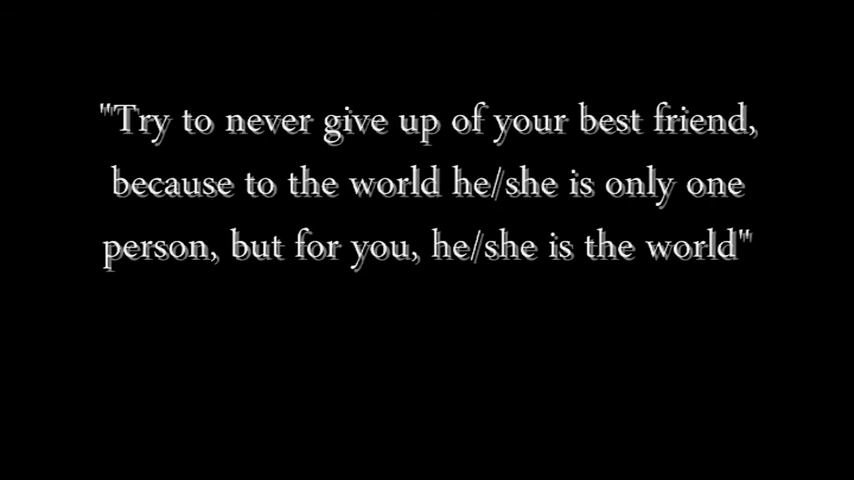 "Try to never give up of your best friend,
because to the world he/she is only one
person, but for you, he/she is the world"